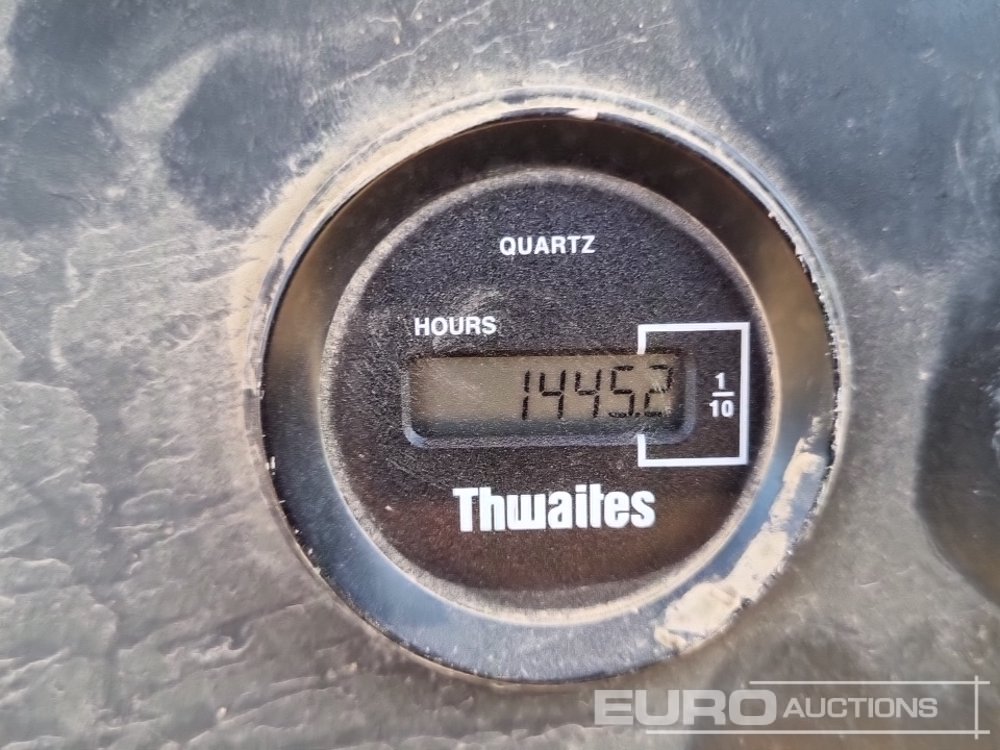 QUARTZ
HOURS
1445.2
1
10
Thwaites
EURO AUCTIONS